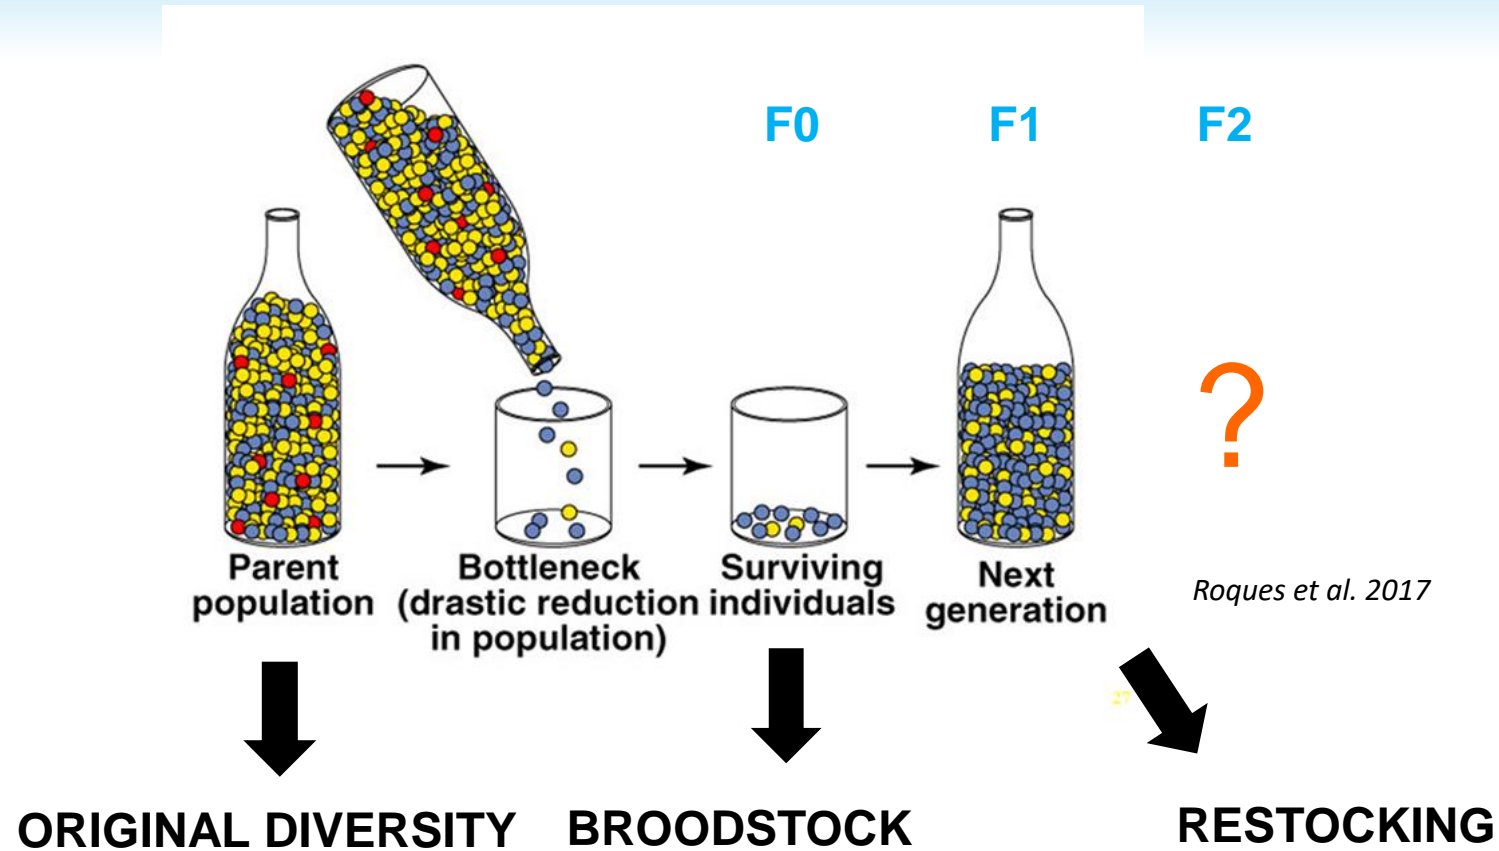 F0 F1 F2
?
Parent
population
Bottleneck
(drastic reduction
in population)
Surviving
individuals
Next
generation
Roques et al. 2017
27
ORIGINAL DIVERSITY
BROODSTOCK
RESTOCKING